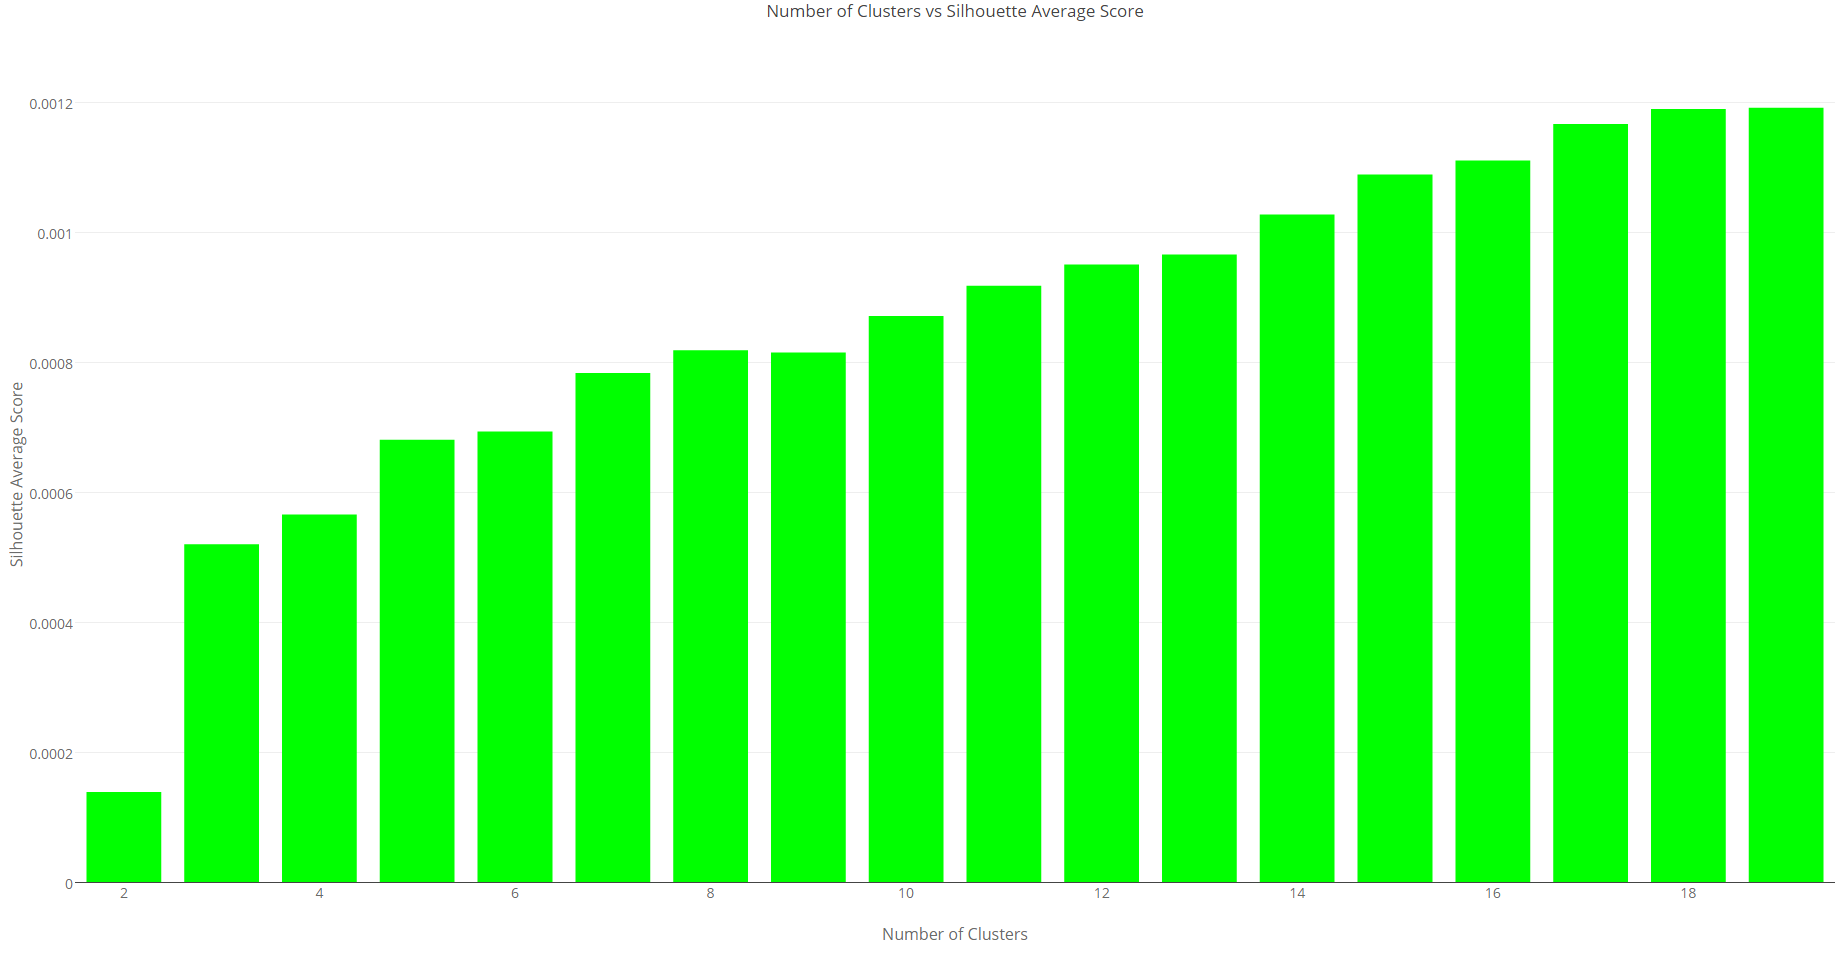 Number of Clusters vs Silhouette Average Score
Silhouette Average Score
0.0012
0.001
0.0008
0.0006
0.0004
0.0002
0
2 4 6 8 10 12 14 16 18
Number of Clusters